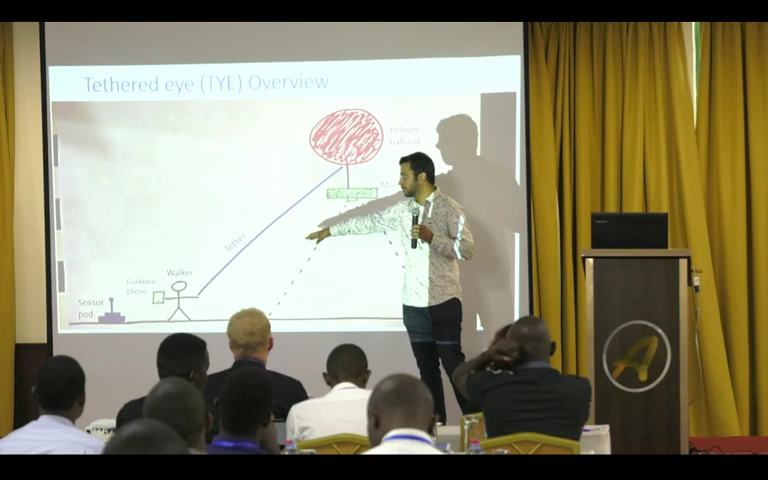 Tethered eye (TYE) Overview
Helium
balloon
Tether
Walker
Guidance
phone
Sensor
pod
A